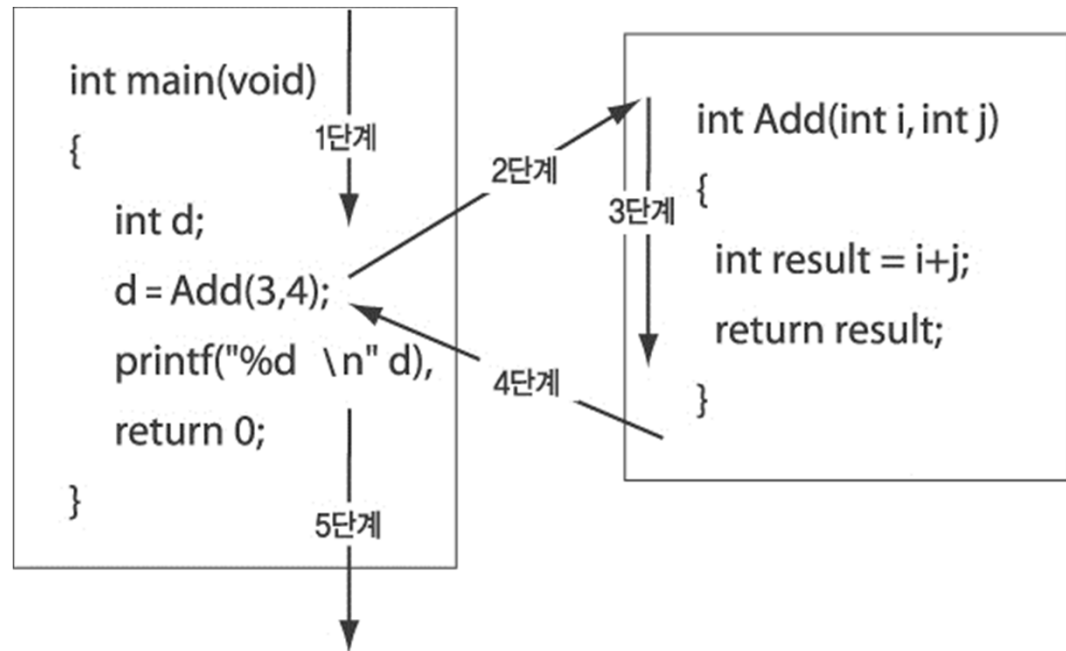 int main(void)
{
1단계
int d;
d = Add(3,4);
printf("%d \n" d),
return 0;
}
5단계
2단계
4단계
int Add(int i, int j)
{
3단계
int result = i+j;
return result;
}